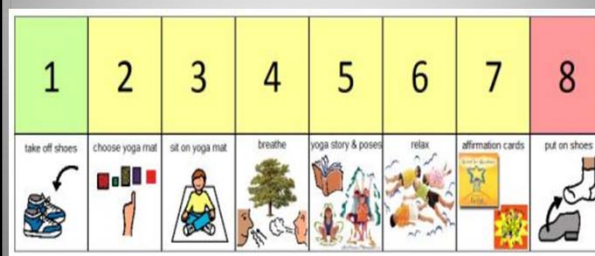 1 2 3 4 5 6 7 8
take off shoes choose yoga mat sit on yoga mat breathe yoga story & poses relax affirmation cards put on shoes